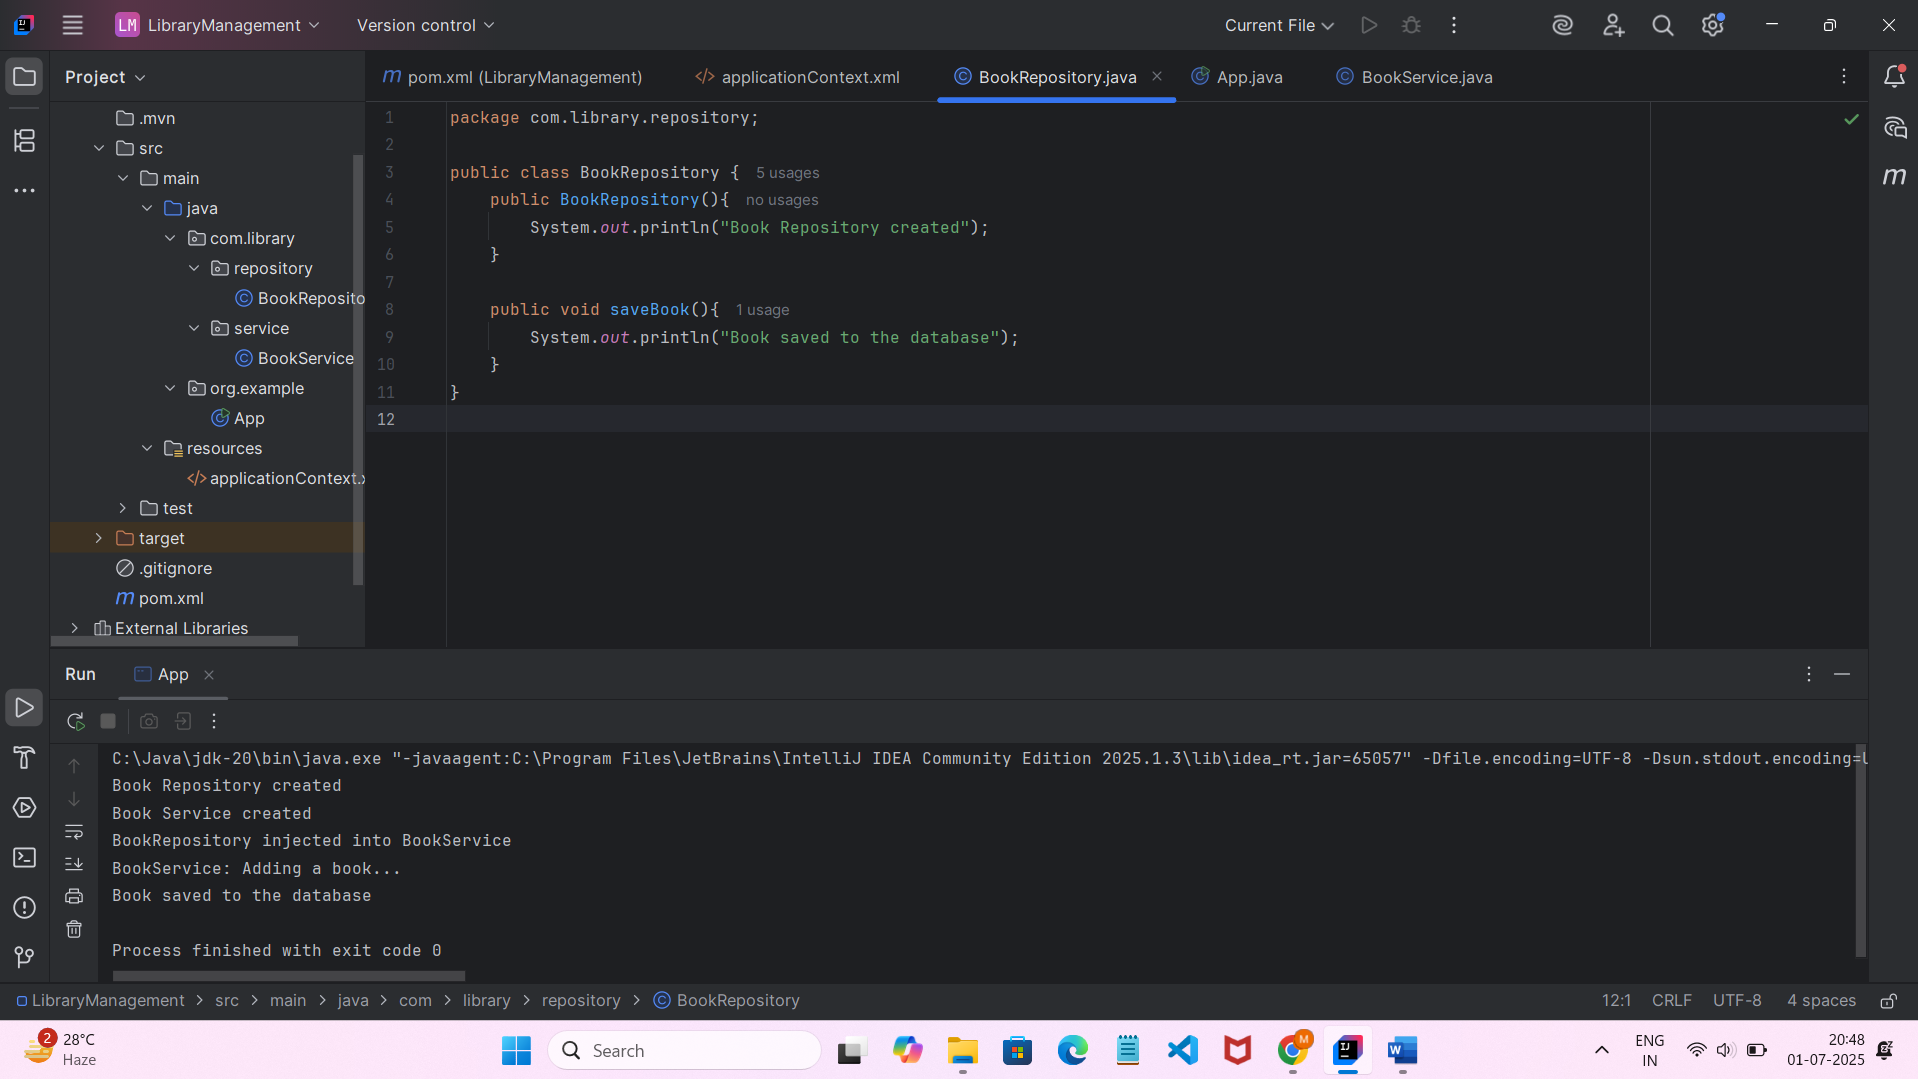 LM LibraryManagement Version control Current File
Project
pom.xml (LibraryManagement) applicationContext.xml BookRepository.java App.java BookService.java
.mvn
src
main
java
com.library
repository
BookReposito
service
BookService
org.example
App
resources
applicationContext.x
test
target
.gitignore
pom.xml
External Libraries
1 package com.library.repository;
2
3 public class BookRepository { 5 usages
4 public BookRepository(){ no usages
5 System.out.println("Book Repository created");
6 }
7
8 public void saveBook(){ 1 usage
9 System.out.println("Book saved to the database");
10 }
11 }
12
Run App
C:\Java\jdk-20\bin\java.exe "-javaagent:C:\Program Files\JetBrains\IntelliJ IDEA Community Edition 2025.1.3\lib\idea_rt.jar=65057" -Dfile.encoding=UTF-8 -Dsun.stdout.encoding=U
Book Repository created
Book Service created
BookRepository injected into BookService
BookService: Adding a book...
Book saved to the database
Process finished with exit code 0
LibraryManagement > src > main > java > com > library > repository > BookRepository 12:1 CRLF UTF-8 4 spaces
2 28°C
Haze
Search
ENG
IN
20:48
01-07-2025